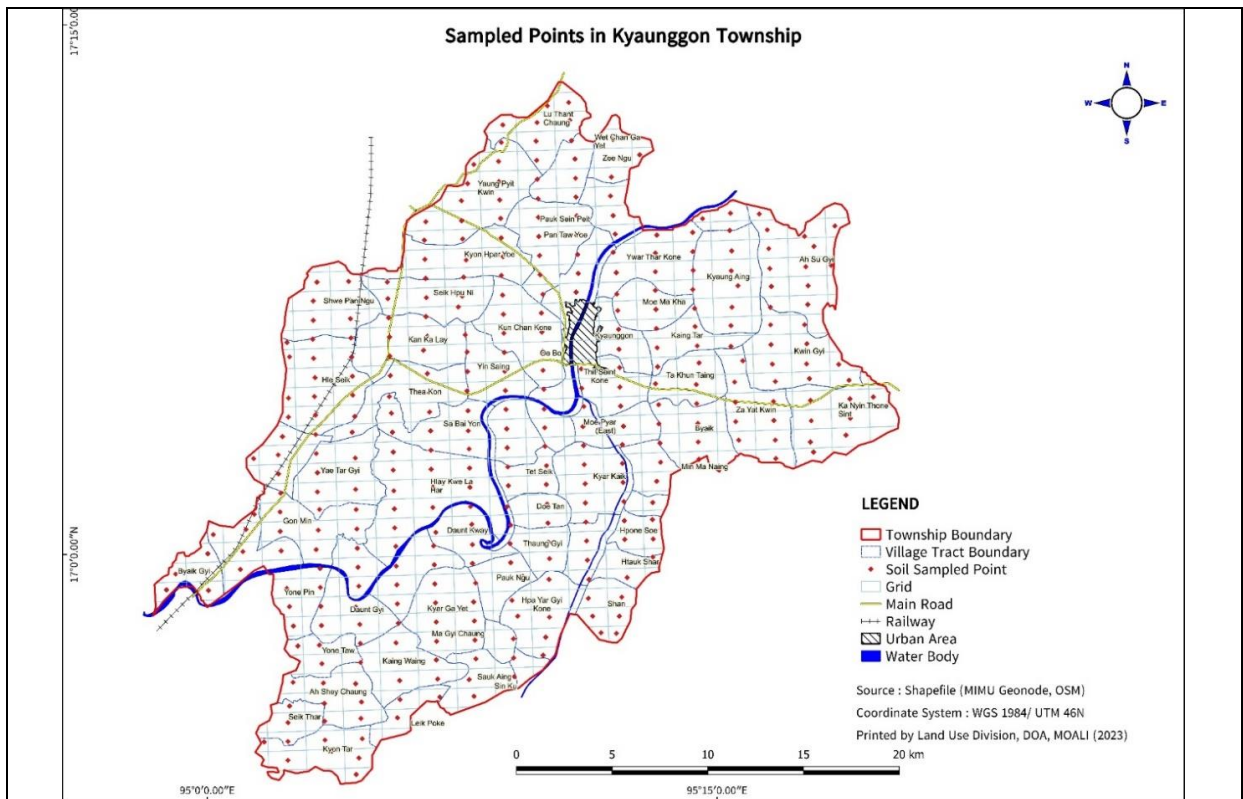 17°15'0.00"
Sampled Points in Kyaunggon Township
N
W
E
S
Lu Thant
Chaung
Wet Chan Ga
Yet
Zee Ngu
Yaung Pyit
Kwin
Pauk Sein Pelt
Pan Taw Yoe
Kyon Hpar Yoe
Ywar Thar Kone
Ah Su Gyi
Kyaung Aing
Shwe Pan Ngu
Seik Hpu Ni
Moe Ma Kha
Kun Chan Kone
Kyaunggon
Kaing Tar
Kan Ka Lay
Kwin Gyi
Yin Saing
Hle Seik
Tha Saint
Kone
Ta Khun Taing
Thea Kon
Ka Nyin Thone
Sint
Za Yat Kwin
Sa Bai Yon
Moe Pyar
(East)
Byaik
Yae Tar Gyi
Tet Seik
Kyar Kaik
Min Ma Naing
Hlay Kwe La
Har
Doe Tan
Gon Min
Daunt Kway
Hpone Soe
Thaung Gyi
17°0'0.00"N
Htauk Shar
Byaik Gyi
Pauk Ngu
Yone Pin
Daunt Gyi
Kyar Ga Yet
Hpa Yar Gyi
Kone
Shan
Ma Gyi Chaung
Yone Taw
Kaing Waing
Sauk Aing
Sin Ku
Ah Shey Chaung
Seik Thar
Leik Poke
Kyon Tar
LEGEND
Township Boundary
Village Tract Boundary
Soil Sampled Point
Grid
Main Road
Railway
Urban Area
Water Body
Source : Shapefile (MIMU Geonode, OSM)
Coordinate System : WGS 1984/ UTM 46N
Printed by Land Use Division, DOA, MOALI (2023)
0 5 10 15 20 km
95°0'0.00"E
95°15'0.00"E